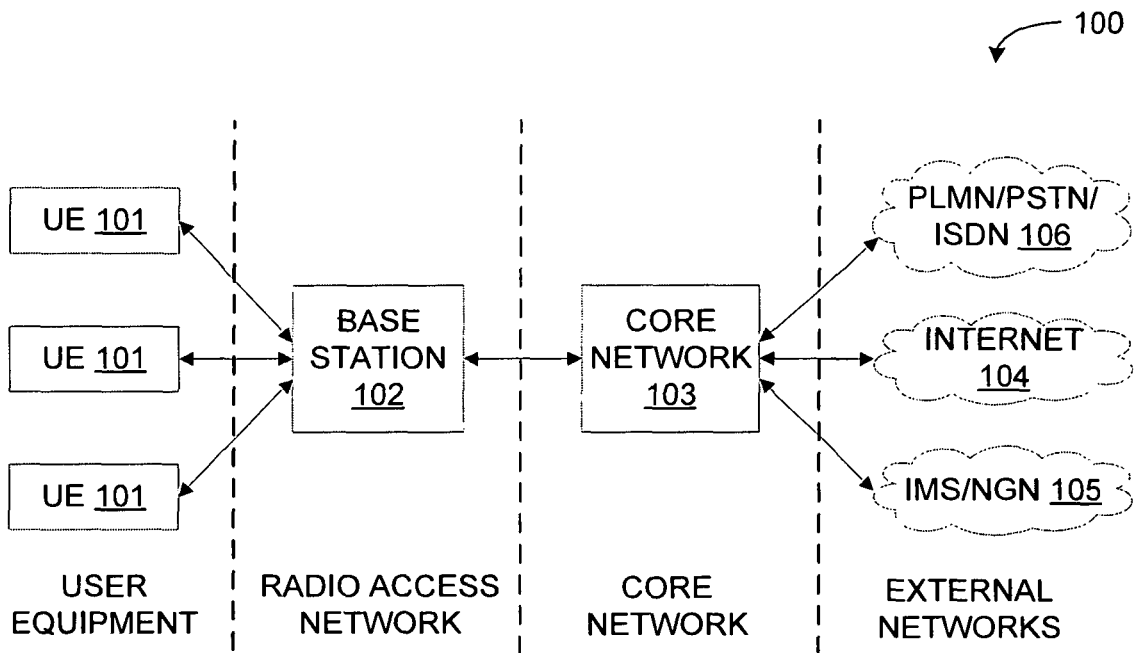 100
UE 101
UE 101
UE 101
BASE
STATION
102
CORE
NETWORK
103
PLMN/PSTN/
ISDN 106
INTERNET
104
IMS/NGN 105
USER
EQUIPMENT
RADIO ACCESS
NETWORK
CORE
NETWORK
EXTERNAL
NETWORKS